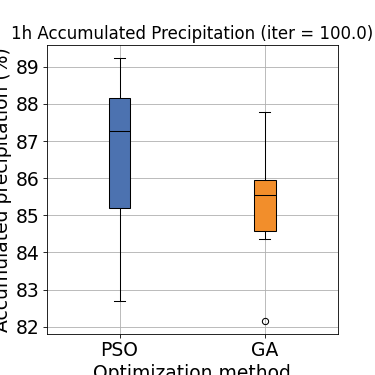 1h Accumulated Precipitation (iter = 100.0)
Accumulated precipitation (%)
89
88
87
86
85
84
83
82
PSO GA
Optimization method